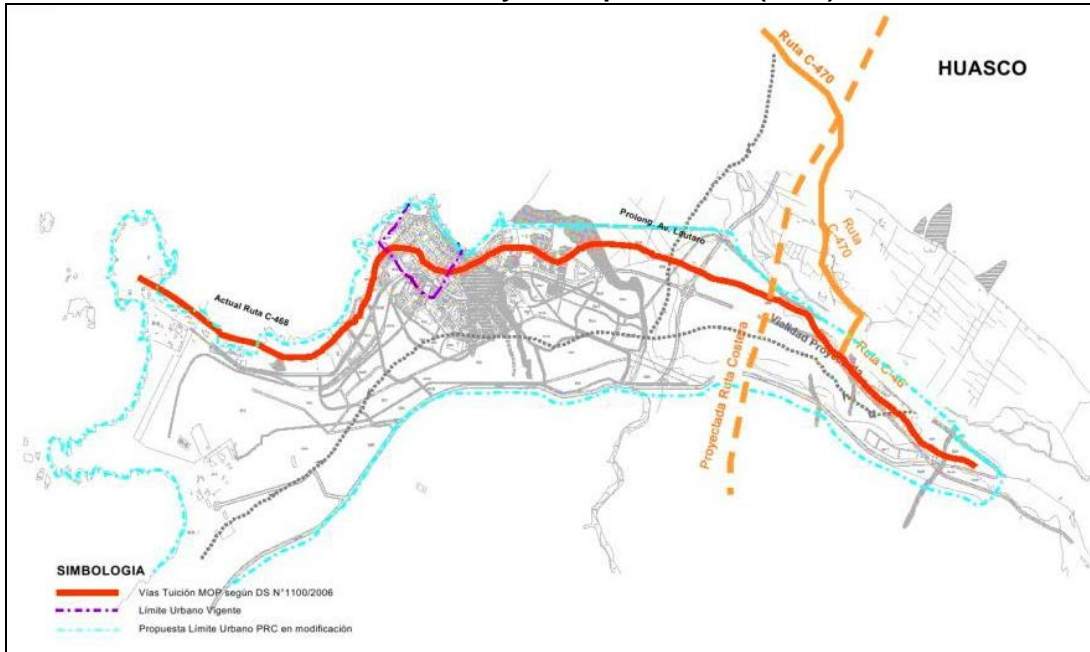 Ruta C-470
HUASCO
Prolong. Av. Lautaro
Ruta
C-470
Actual Ruta C-468
Vialidad Proyectada
Ruta C-46
Proyectada Ruta Costera
SIMBOLOGIA
Vías Tuición MOP según DS N°1100/2006
Límite Urbano Vigente
Propuesta Límite Urbano PRC en modificación